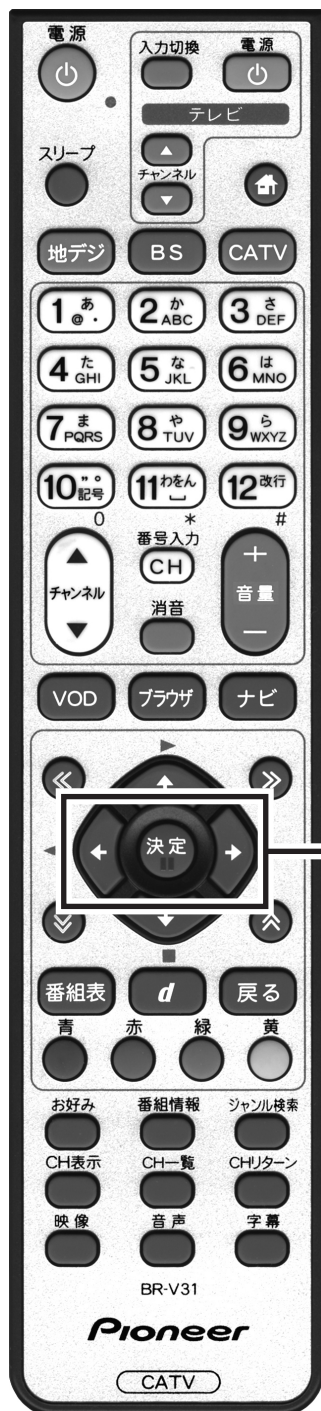 電源
入力切換 電源
テレビ
スリープ
チャンネル
地デジ BS CATV
1 あ @. 2 か ABC 3 さ DEF
4 た GHI 5 な JKL 6 は MNO
7 ま PQRS 8 や TUV 9 ら WXYZ
10 ゛゜ 記号 11 わをん 12 改行
0 * #
番号入力
チャンネル CH + 音量 −
消音
VOD ブラウザ ナビ
決定
番組表 d 戻る
青 赤 緑 黄
お好み 番組情報 ジャンル検索
CH表示 CH一覧 CHリターン
映像 音声 字幕
BR-V31
Pioneer
CATV